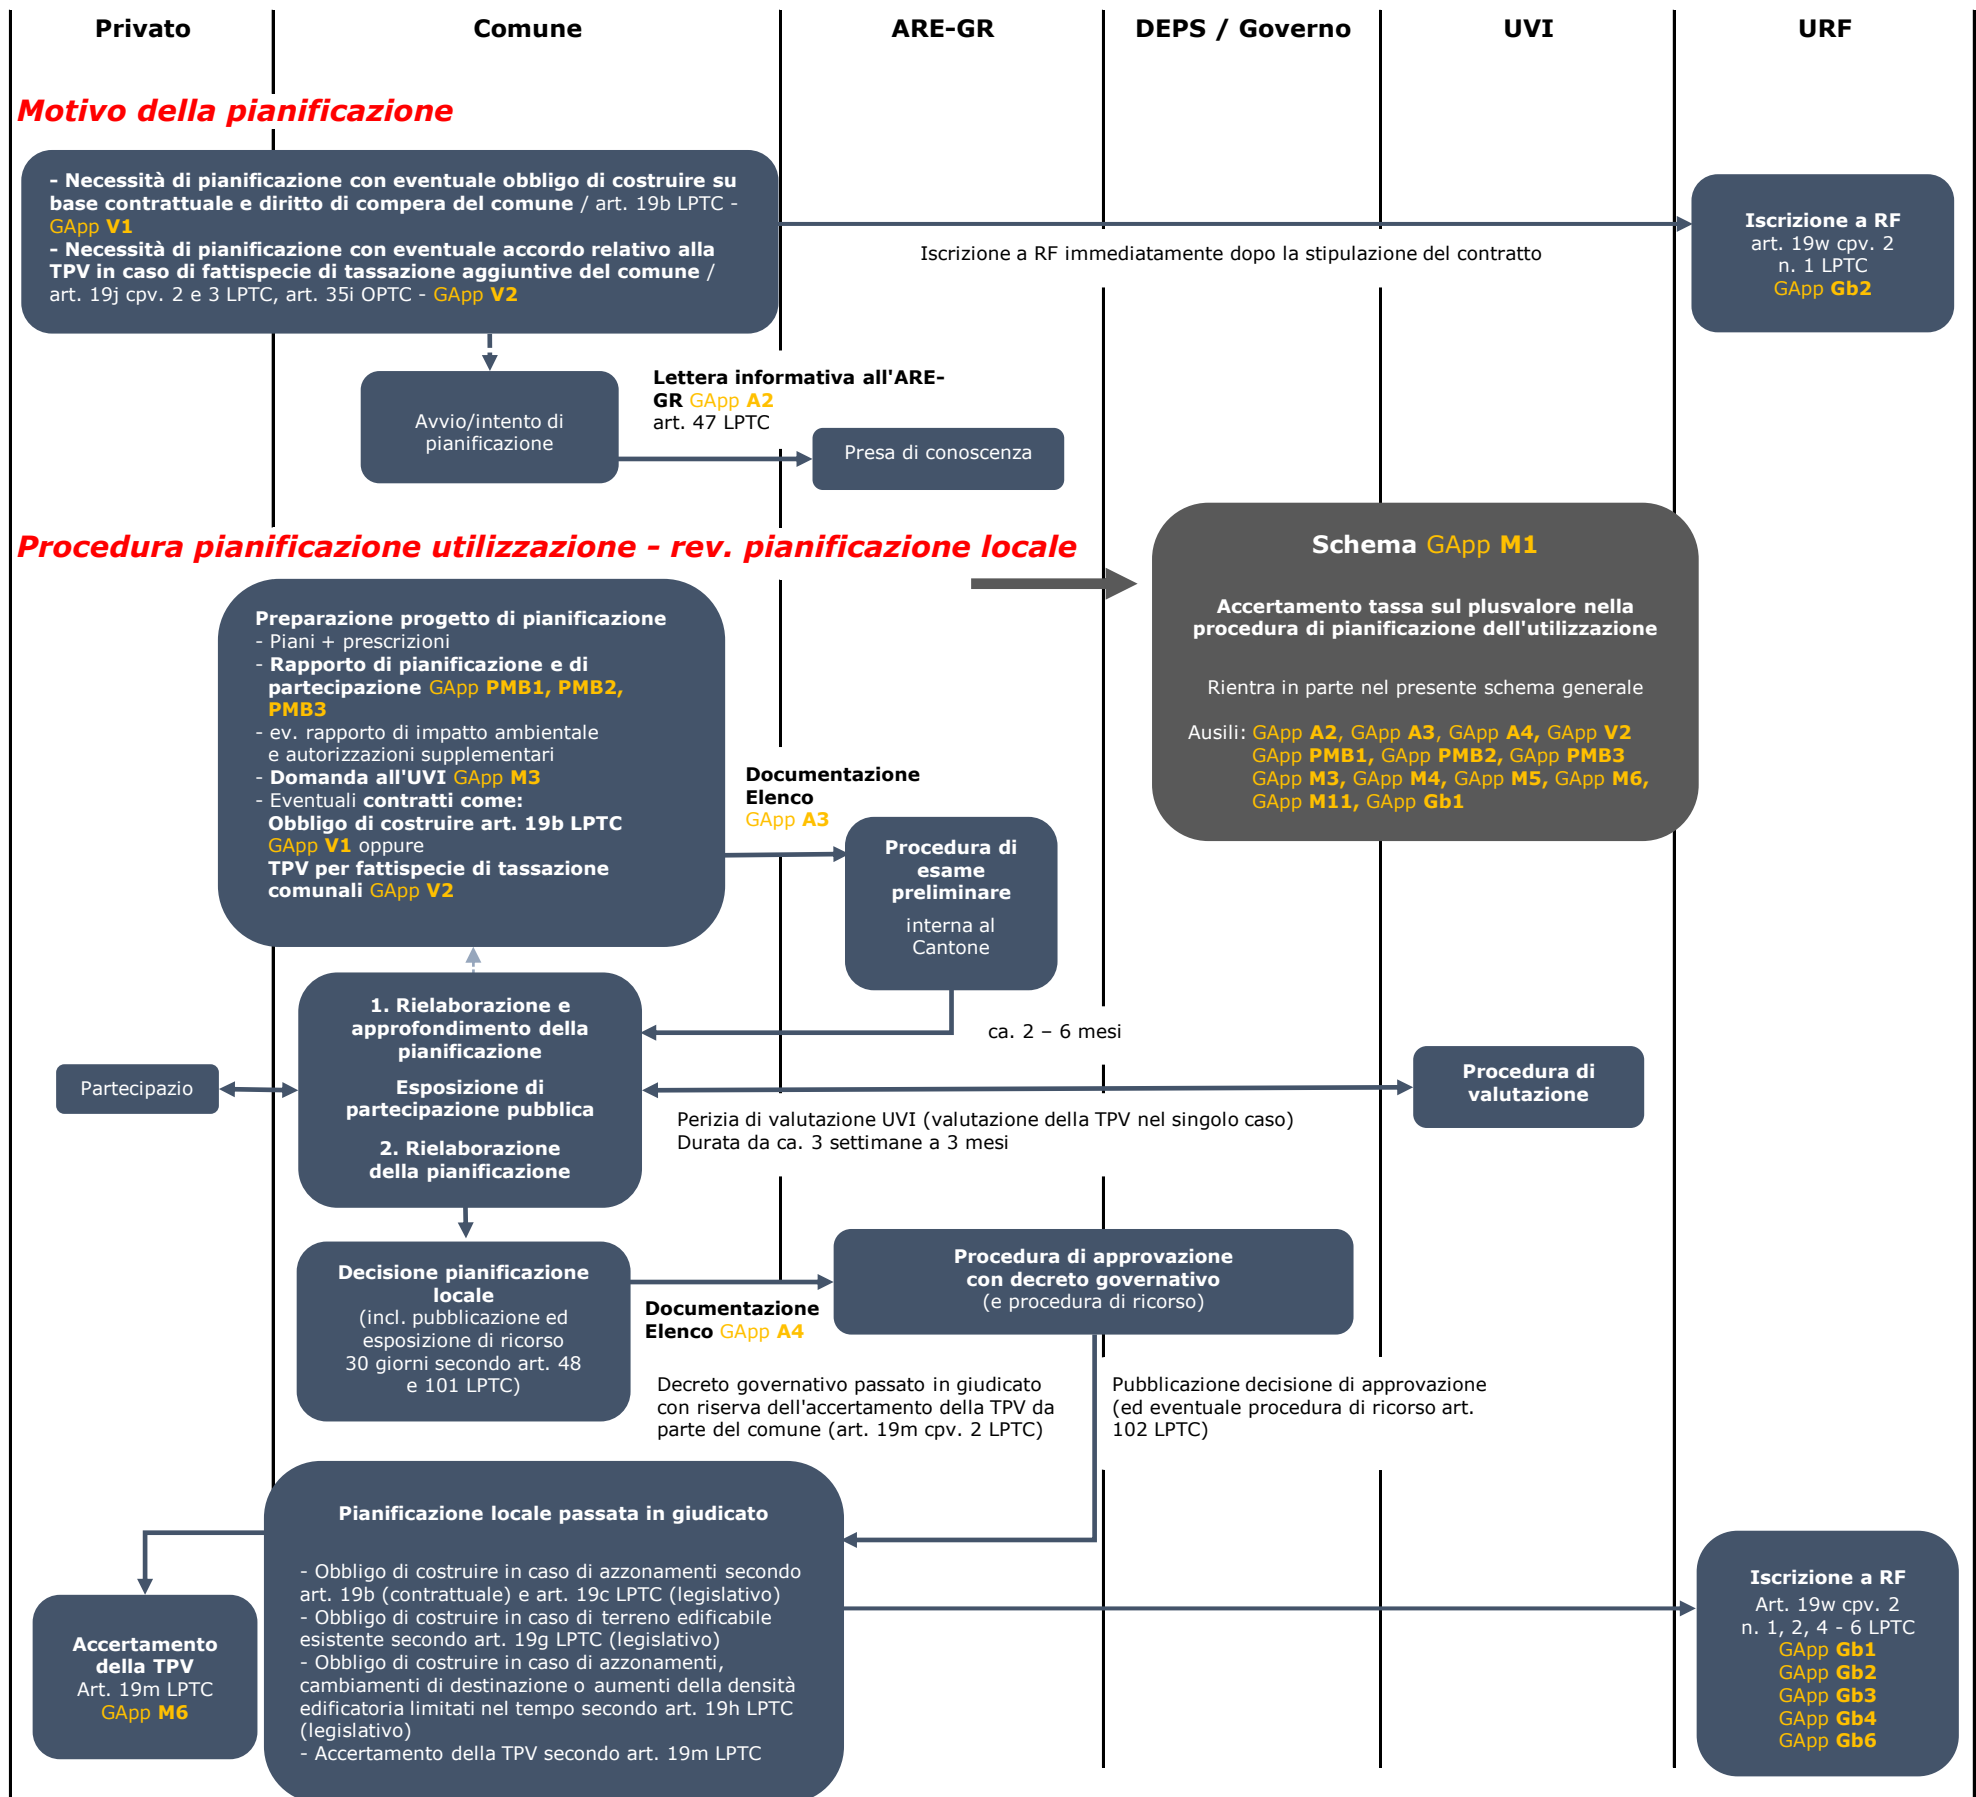 Privato
Comune
ARE-GR
DEPS / Governo
UVI
URF
Motivo della pianificazione
- Necessità di pianificazione con eventuale obbligo di costruire su
base contrattuale e diritto di compera del comune / art. 19b LPTC -
GApp V1
- Necessità di pianificazione con eventuale accordo relativo alla
TPV in caso di fattispecie di tassazione aggiuntive del comune /
art. 19j cpv. 2 e 3 LPTC, art. 35i OPTC - GApp V2
Iscrizione a RF immediatamente dopo la stipulazione del contratto
Iscrizione a RF
art. 19w cpv. 2
n. 1 LPTC
GApp Gb2
Avvio/intento di
pianificazione
Lettera informativa all'ARE-
GR GApp A2
art. 47 LPTC
Presa di conoscenza
Procedura pianificazione utilizzazione – rev. pianificazione locale
Schema GApp M1
Accertamento tassa sul plusvalore nella
procedura di pianificazione dell'utilizzazione
Rientra in parte nel presente schema generale
Ausili: GApp A2, GApp A3, GApp A4, GApp V2
GApp PMB1, GApp PMB2, GApp PMB3
GApp M3, GApp M4, GApp M5, GApp M6,
GApp M11, GApp Gb1
Preparazione progetto di pianificazione
- Piani + prescrizioni
- Rapporto di pianificazione e di
partecipazione GApp PMB1, PMB2,
PMB3
- ev. rapporto di impatto ambientale
e autorizzazioni supplementari
- Domanda all'UVI GApp M3
- Eventuali contratti come:
Obbligo di costruire art. 19b LPTC
GApp V1 oppure
TPV per fattispecie di tassazione
comunali GApp V2
Documentazione
Elenco
GApp A3
Procedura di
esame
preliminare
interna al
Cantone
1. Rielaborazione e
approfondimento della
pianificazione
Esposizione di
partecipazione pubblica
2. Rielaborazione
della pianificazione
ca. 2 – 6 mesi
Partecipazio
Procedura di
valutazione
Perizia di valutazione UVI (valutazione della TPV nel singolo caso)
Durata da ca. 3 settimane a 3 mesi
Decisione pianificazione
locale
(incl. pubblicazione ed
esposizione di ricorso
30 giorni secondo art. 48
e 101 LPTC)
Documentazione
Elenco GApp A4
Procedura di approvazione
con decreto governativo
(e procedura di ricorso)
Decreto governativo passato in giudicato
con riserva dell'accertamento della TPV da
parte del comune (art. 19m cpv. 2 LPTC)
Pubblicazione decisione di approvazione
(ed eventuale procedura di ricorso art.
102 LPTC)
Pianificazione locale passata in giudicato
- Obbligo di costruire in caso di azzonamenti secondo
art. 19b (contrattuale) e art. 19c LPTC (legislativo)
- Obbligo di costruire in caso di terreno edificabile
esistente secondo art. 19g LPTC (legislativo)
- Obbligo di costruire in caso di azzonamenti,
cambiamenti di destinazione o aumenti della densità
edificatoria limitati nel tempo secondo art. 19h LPTC
(legislativo)
- Accertamento della TPV secondo art. 19m LPTC
Accertamento
della TPV
Art. 19m LPTC
GApp M6
Iscrizione a RF
Art. 19w cpv. 2
n. 1, 2, 4 - 6 LPTC
GApp Gb1
GApp Gb2
GApp Gb3
GApp Gb4
GApp Gb6